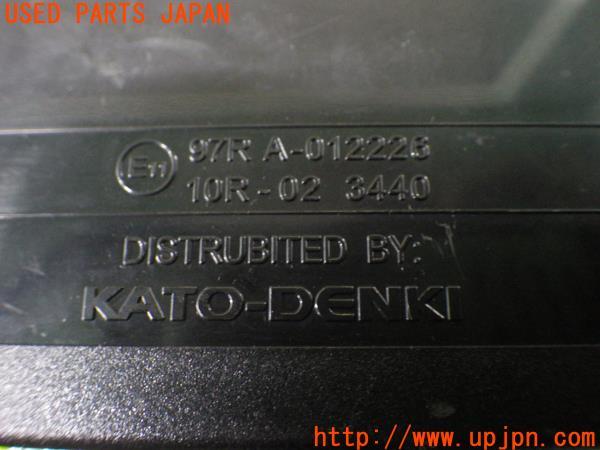 USED PARTS JAPAN
E11 97R A-012226
10R-02 3440
DISTRUBITED BY:
KATO-DENKI
http://www.upjpn.com/